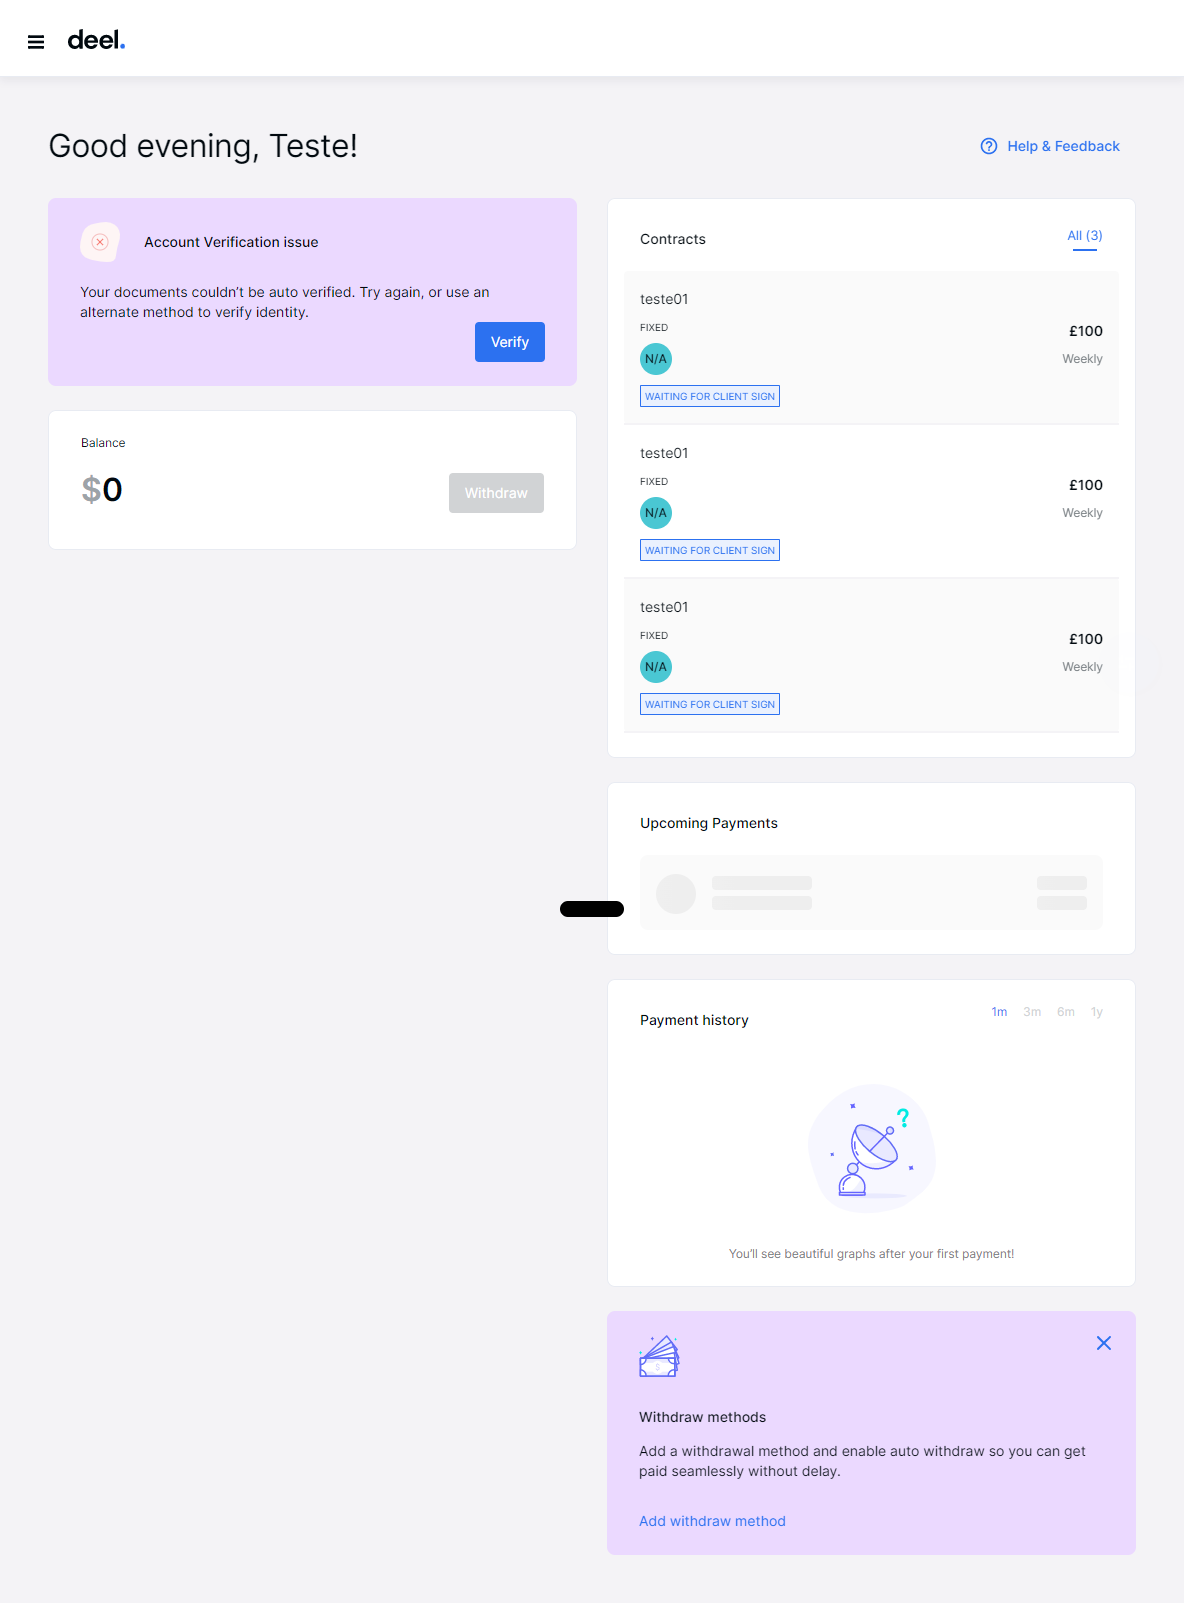 deel.
Good evening, Teste!
Help & Feedback
Account Verification issue
Your documents couldn’t be auto verified. Try again, or use an
alternate method to verify identity.
Verify
Balance
$0
Withdraw
Contracts
All (3)
teste01
FIXED
£100
N/A
Weekly
WAITING FOR CLIENT SIGN
teste01
FIXED
£100
N/A
Weekly
WAITING FOR CLIENT SIGN
teste01
FIXED
£100
N/A
Weekly
WAITING FOR CLIENT SIGN
Upcoming Payments
Payment history
1m 3m 6m 1y
?
You’ll see beautiful graphs after your first payment!
Withdraw methods
Add a withdrawal method and enable auto withdraw so you can get
paid seamlessly without delay.
Add withdraw method